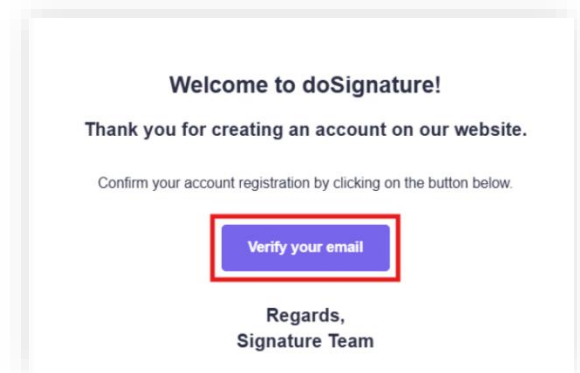 Welcome to doSignature!
Thank you for creating an account on our website.
Confirm your account registration by clicking on the button below.
Verify your email
Regards,
Signature Team